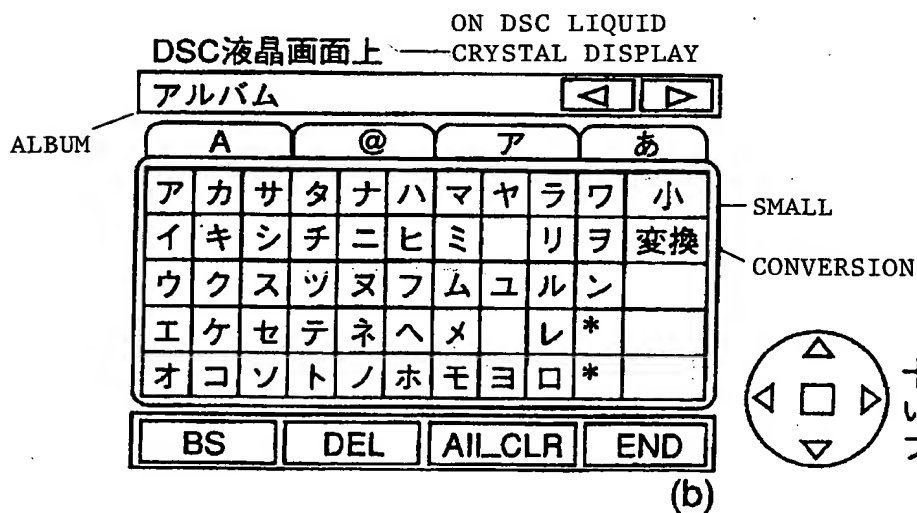 ON DSC LIQUID
DSC液晶画面上 CRYSTAL DISPLAY
アルバム ◁ ▷
ALBUM
A @ ア あ
ア カ サ タ ナ ハ マ ヤ ラ ワ 小
SMALL
イ キ シ チ ニ ヒ ミ リ ヲ 変換
CONVERSION
ウ ク ス ツ ヌ フ ム ユ ル ン
エ ケ セ テ ネ ヘ メ レ *
オ コ ソ ト ノ ホ モ ヨ ロ *
BS DEL All_CLR END
(b)